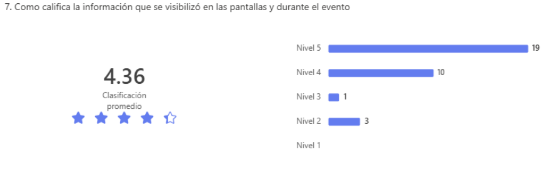 7. Como califica la información que se visibilizó en las pantallas y durante el evento
4.36
Clasificación
promedio
Nivel 5 19
Nivel 4 10
Nivel 3 1
Nivel 2 3
Nivel 1